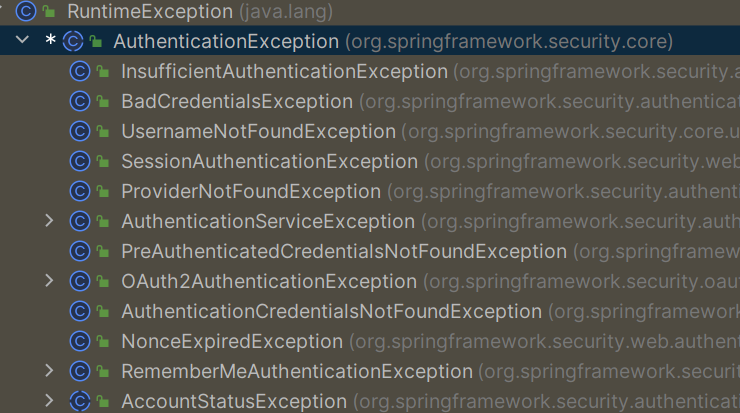 RuntimeException (java.lang)
* AuthenticationException (org.springframework.security.core)
InsufficientAuthenticationException (org.springframework.security.a
BadCredentialsException (org.springframework.security.authenticat
UsernameNotFoundException (org.springframework.security.core.u
SessionAuthenticationException (org.springframework.security.web
ProviderNotFoundException (org.springframework.security.authenti
AuthenticationServiceException (org.springframework.security.auth
PreAuthenticatedCredentialsNotFoundException (org.springframew
OAuth2AuthenticationException (org.springframework.security.oau
AuthenticationCredentialsNotFoundException (org.springframework
NonceExpiredException (org.springframework.security.web.authent
RememberMeAuthenticationException (org.springframework.securit
AccountStatusException (org.springframework.security.authenticati